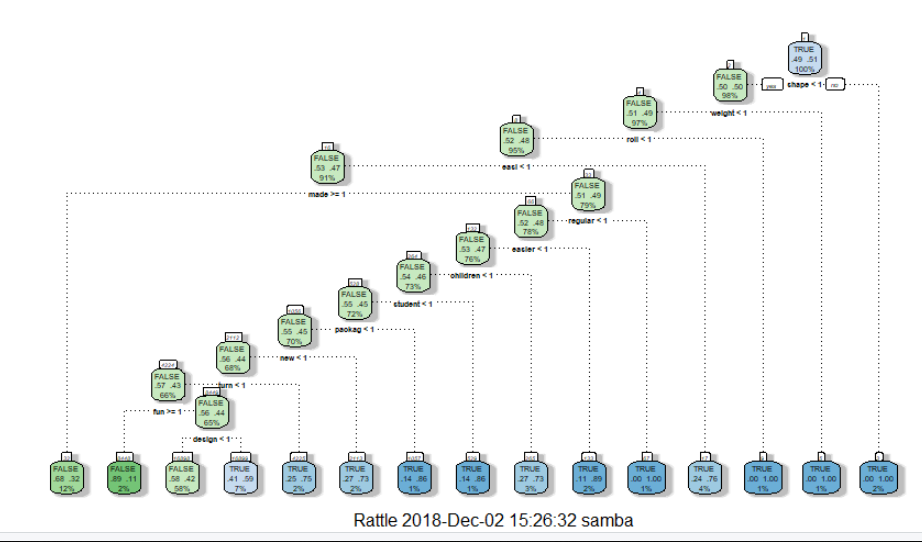 TRUE
.49 .51
100%
yes shape < 1 no
FALSE
.50 .50
98%
weight < 1
FALSE
.51 .49
97%
roll < 1
FALSE
.52 .48
95%
easi < 1
FALSE
.53 .47
91%
made >= 1
FALSE
.51 .49
79%
regular < 1
FALSE
.52 .48
78%
easier < 1
FALSE
.53 .47
76%
children < 1
FALSE
.54 .46
73%
student < 1
FALSE
.55 .45
72%
packag < 1
FALSE
.55 .45
70%
new < 1
FALSE
.56 .44
68%
turn < 1
FALSE
.57 .43
66%
fun >= 1
FALSE
.56 .44
65%
design < 1
FALSE
.68 .32
12%
FALSE
.89 .11
2%
FALSE
.58 .42
58%
TRUE
.41 .59
7%
TRUE
.25 .75
2%
TRUE
.27 .73
2%
TRUE
.14 .86
1%
TRUE
.14 .86
1%
TRUE
.27 .73
3%
TRUE
.11 .89
2%
TRUE
.00 1.00
1%
TRUE
.24 .76
4%
TRUE
.00 1.00
1%
TRUE
.00 1.00
1%
TRUE
.00 1.00
2%
Rattle 2018-Dec-02 15:26:32 samba